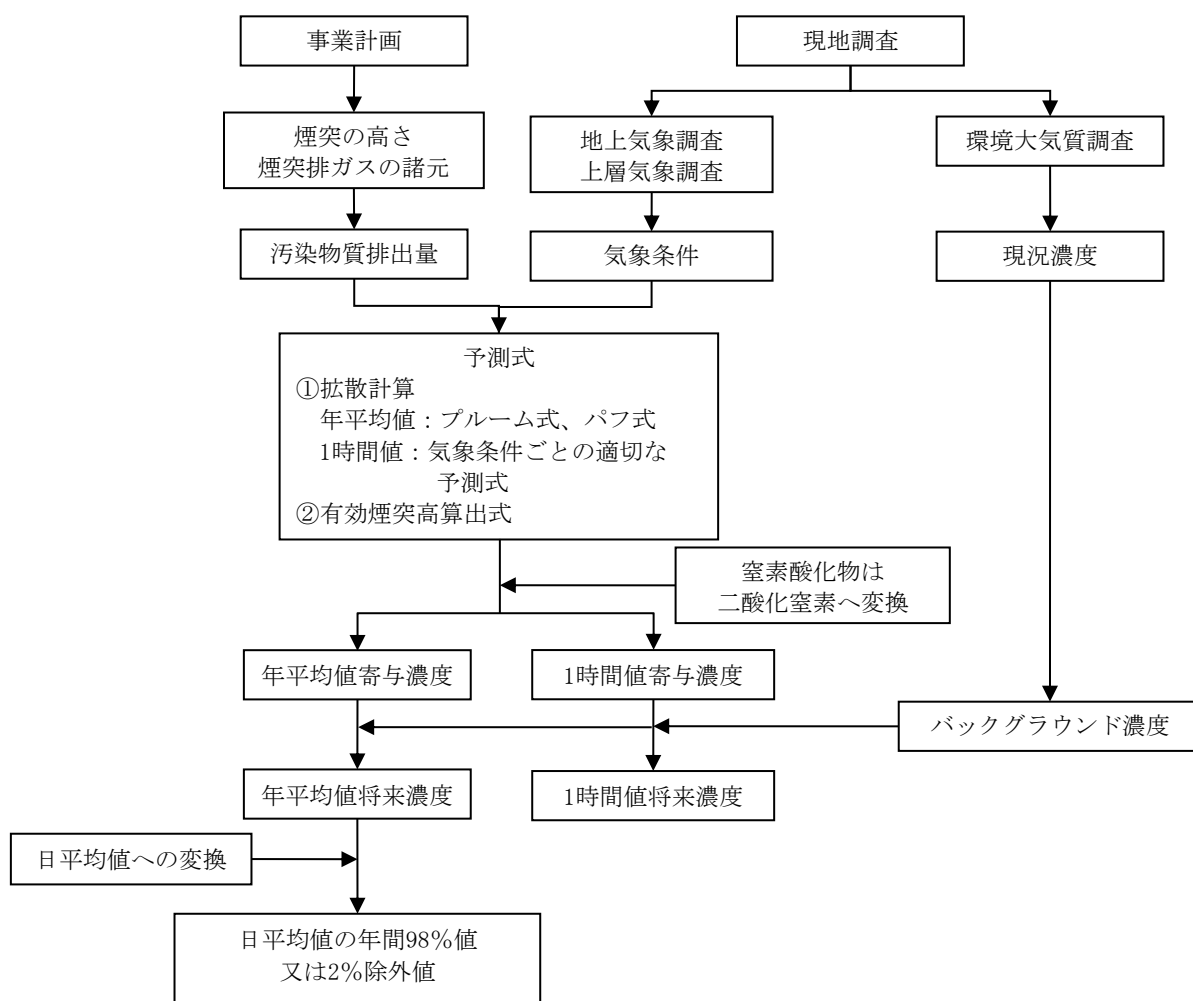 事業計画
現地調査
煙突の高さ
煙突排ガスの諸元
地上気象調査
上層気象調査
環境大気質調査
汚染物質排出量
気象条件
現況濃度
予測式
①拡散計算
年平均値：プルーム式、パフ式
1時間値：気象条件ごとの適切な
予測式
②有効煙突高算出式
窒素酸化物は
二酸化窒素へ変換
年平均値寄与濃度
1時間値寄与濃度
バックグラウンド濃度
年平均値将来濃度
1時間値将来濃度
日平均値への変換
日平均値の年間98％値
又は2％除外値